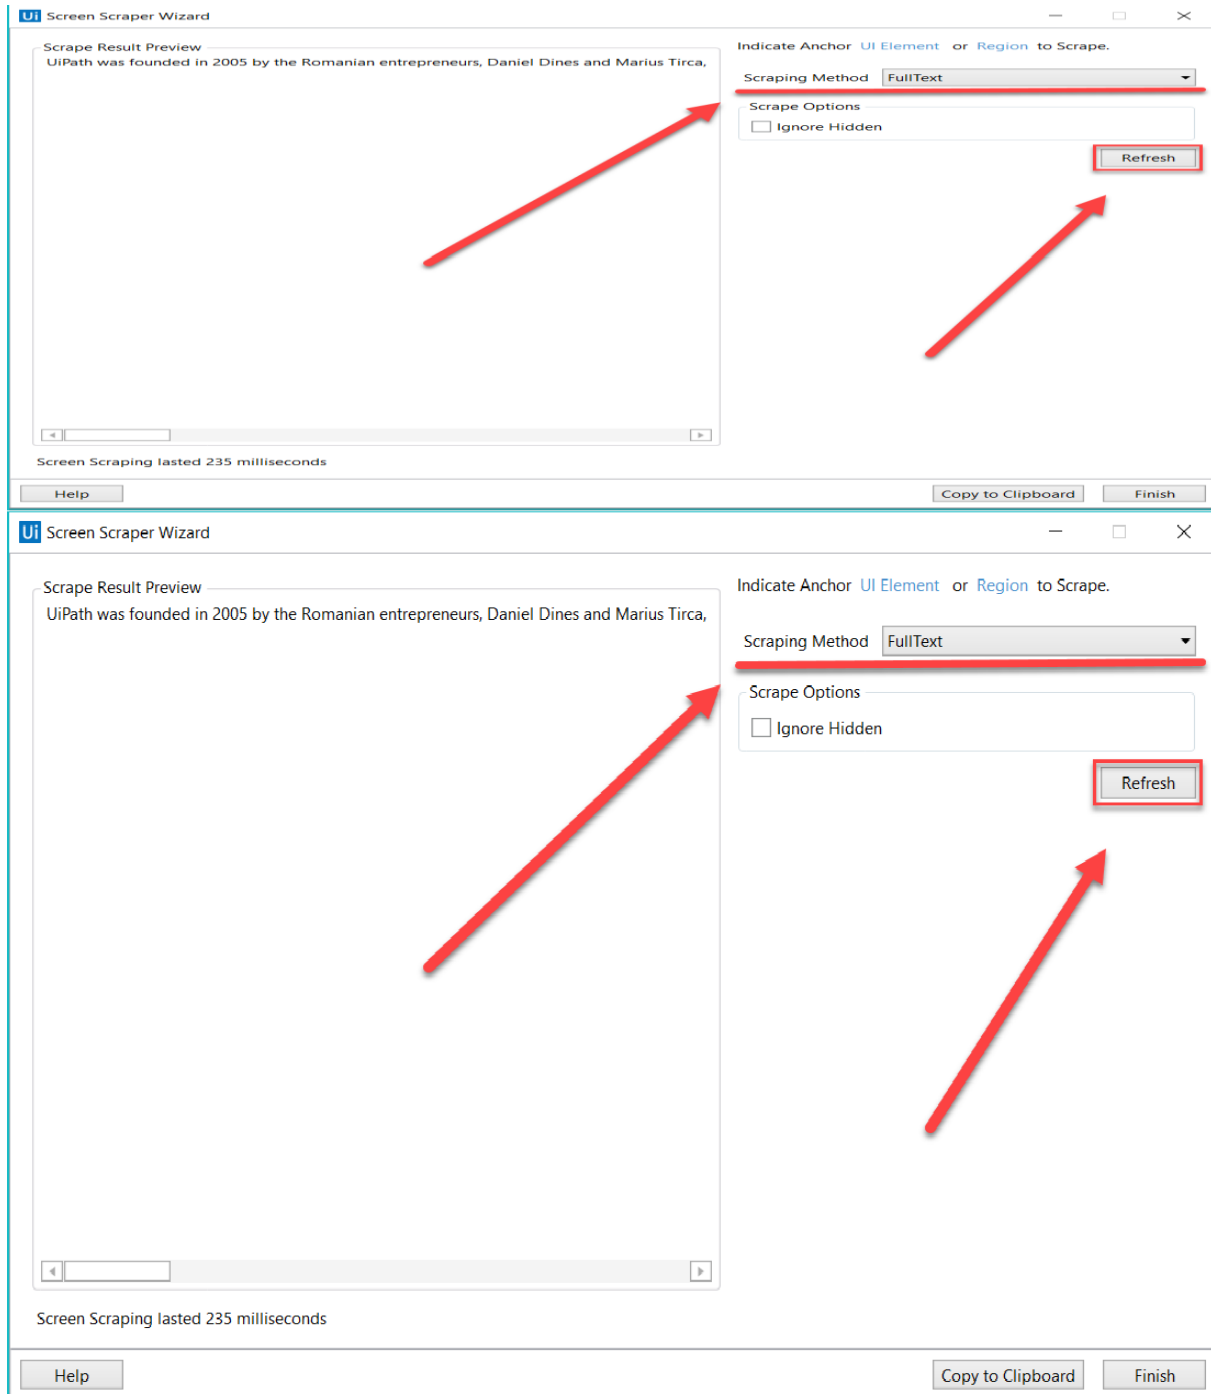 Ui Screen Scraper Wizard
Scrape Result Preview
UiPath was founded in 2005 by the Romanian entrepreneurs, Daniel Dines and Marius Tirca,
Indicate Anchor UI Element or Region to Scrape.
Scraping Method FullText
Scrape Options
Ignore Hidden
Refresh
Screen Scraping lasted 235 milliseconds
Help Copy to Clipboard Finish
Ui Screen Scraper Wizard
Scrape Result Preview
UiPath was founded in 2005 by the Romanian entrepreneurs, Daniel Dines and Marius Tirca,
Indicate Anchor UI Element or Region to Scrape.
Scraping Method FullText
Scrape Options
Ignore Hidden
Refresh
Screen Scraping lasted 235 milliseconds
Help Copy to Clipboard Finish